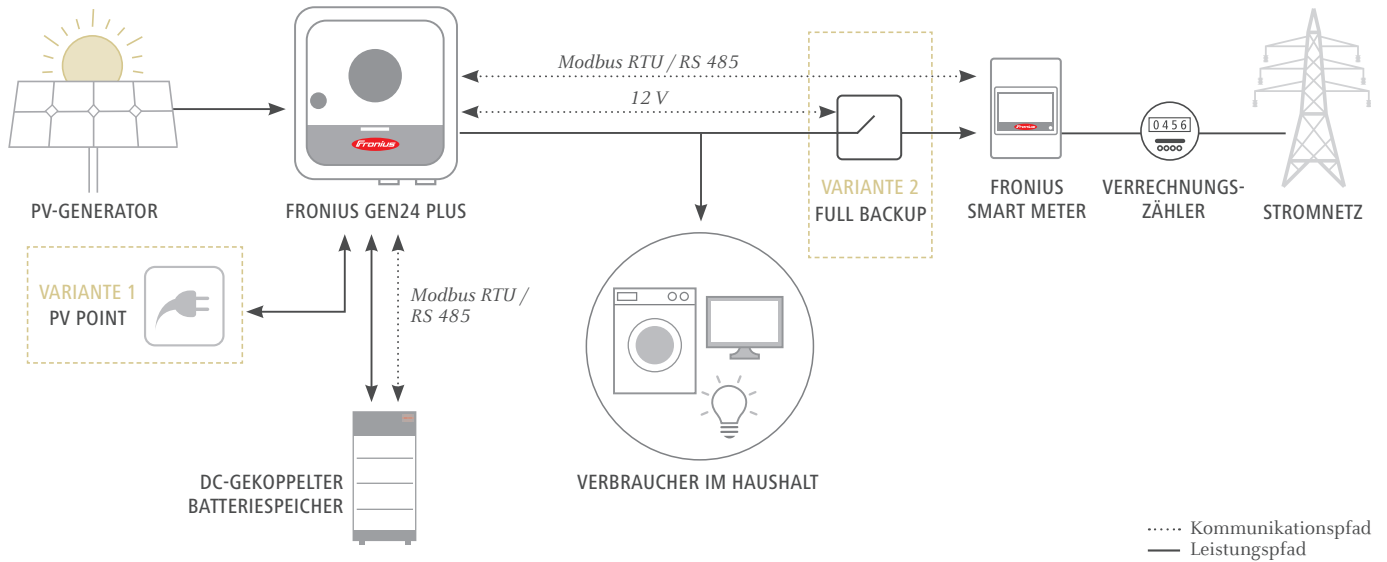 Modbus RTU / RS 485
12 V
Fronius
Fronius
0456
PV-GENERATOR
FRONIUS GEN24 PLUS
VARIANTE 2
FULL BACKUP
FRONIUS
SMART METER
VERRECHNUNGS-
ZÄHLER
STROMNETZ
VARIANTE 1
PV POINT
Modbus RTU /
RS 485
DC-GEKOPPELTER
BATTERIESPEICHER
VERBRAUCHER IM HAUSHALT
Kommunikationspfad
Leistungspfad